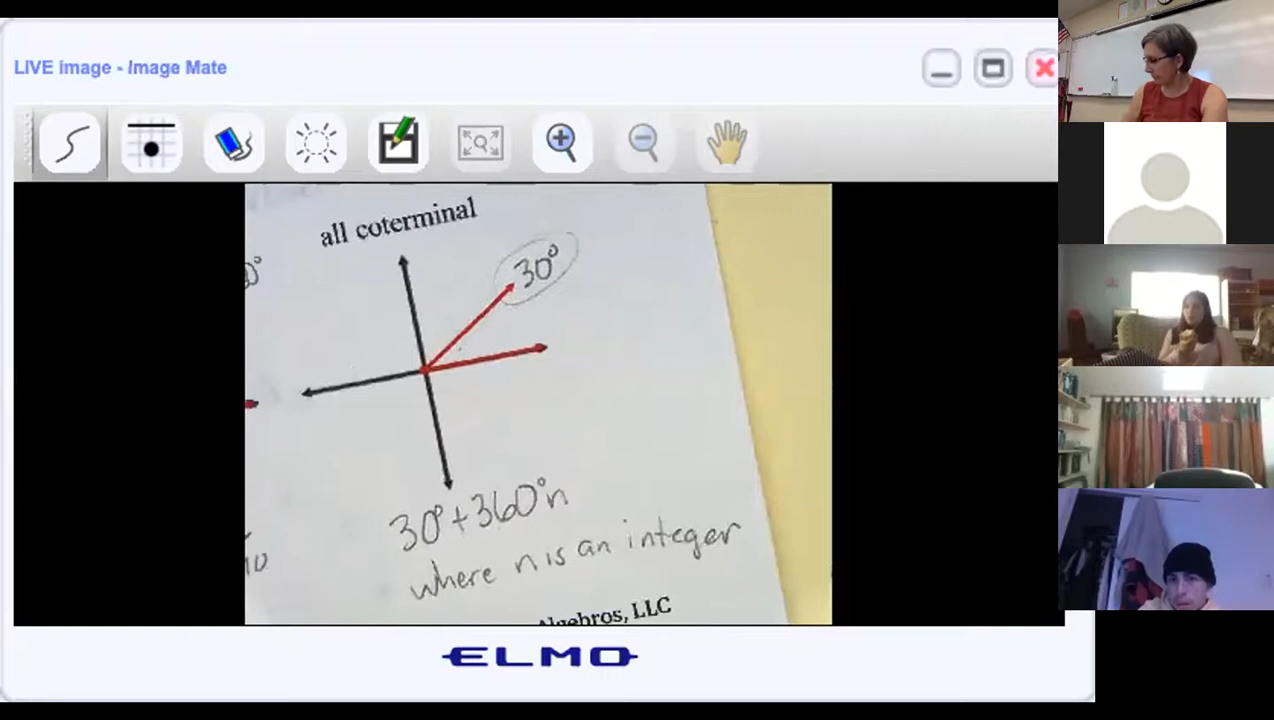 LIVE image - Image Mate
all coterminal
30°
30°+360°n
where n is an integer
Algebros, LLC
ELMO